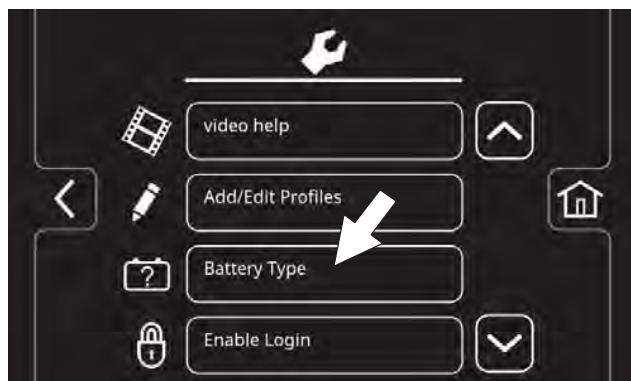 video help
Add/Edit Profiles
?
Battery Type
Enable Login